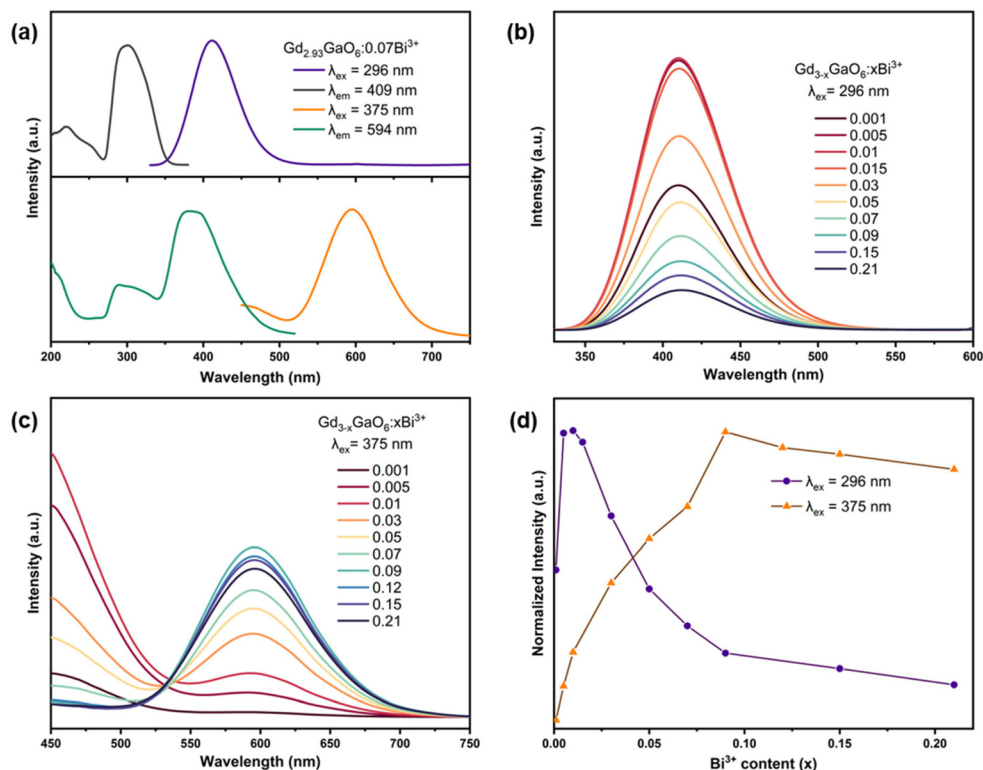 (a)
Intensity (a.u.)
Gd₂.₉₃GaO₆:0.07Bi³⁺
λex = 296 nm
λem = 409 nm
λex = 375 nm
λem = 594 nm
200 300 400 500 600 700
Wavelength (nm)
(b)
Intensity (a.u.)
Gd₃₋ₓGaO₆:xBi³⁺
λex = 296 nm
0.001
0.005
0.01
0.015
0.03
0.05
0.07
0.09
0.15
0.21
350 400 450 500 550 600
Wavelength (nm)
(c)
Intensity (a.u.)
Gd₃₋ₓGaO₆:xBi³⁺
λex= 375 nm
0.001
0.005
0.01
0.03
0.05
0.07
0.09
0.12
0.15
0.21
450 500 550 600 650 700 750
Wavelength (nm)
(d)
Normalized Intensity (a.u.)
λex = 296 nm
λex = 375 nm
0.00 0.05 0.10 0.15 0.20
Bi³⁺ content (x)